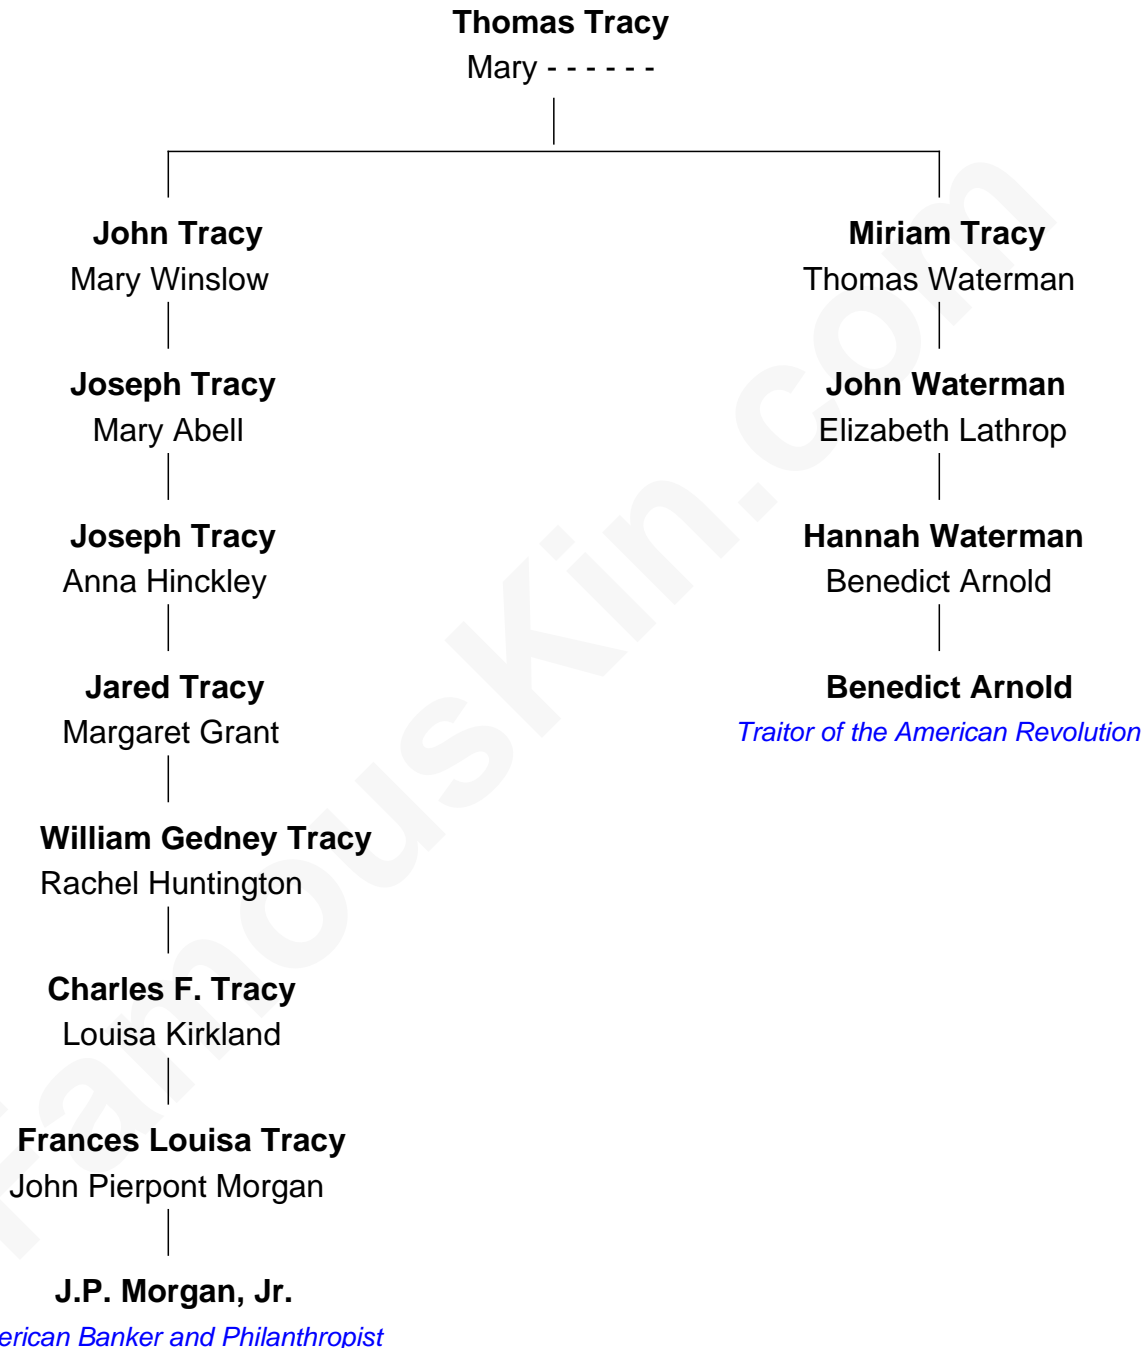 Thomas Tracy
Mary - - - - - -
John Tracy
Mary Winslow
Miriam Tracy
Thomas Waterman
Joseph Tracy
Mary Abell
John Waterman
Elizabeth Lathrop
Joseph Tracy
Anna Hinckley
Hannah Waterman
Benedict Arnold
Jared Tracy
Margaret Grant
Benedict Arnold
Traitor of the American Revolution
William Gedney Tracy
Rachel Huntington
Charles F. Tracy
Louisa Kirkland
Frances Louisa Tracy
John Pierpont Morgan
J.P. Morgan, Jr.
erican Banker and Philanthropist
FamousKin.com